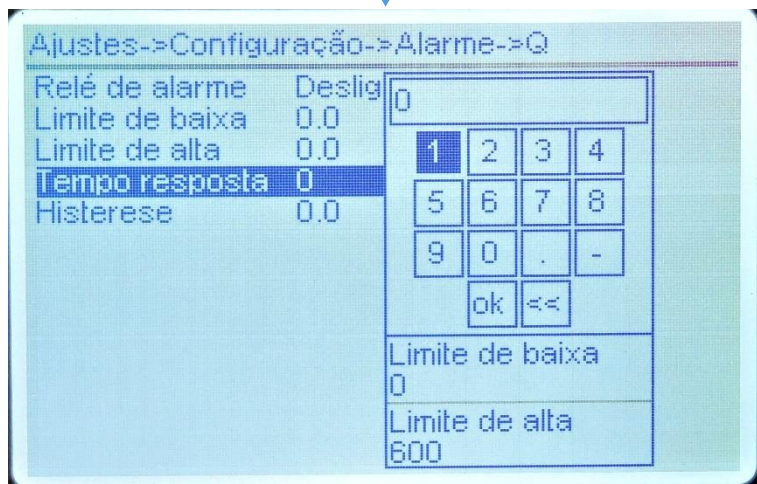 Ajustes->Configuração->Alarme->Q
Relé de alarme Deslig
Limite de baixa 0.0
Limite de alta 0.0
Tempo resposta 0
Histerese 0.0
0
1 2 3 4
5 6 7 8
9 0 . -
ok <<
Limite de baixa
0
Limite de alta
600